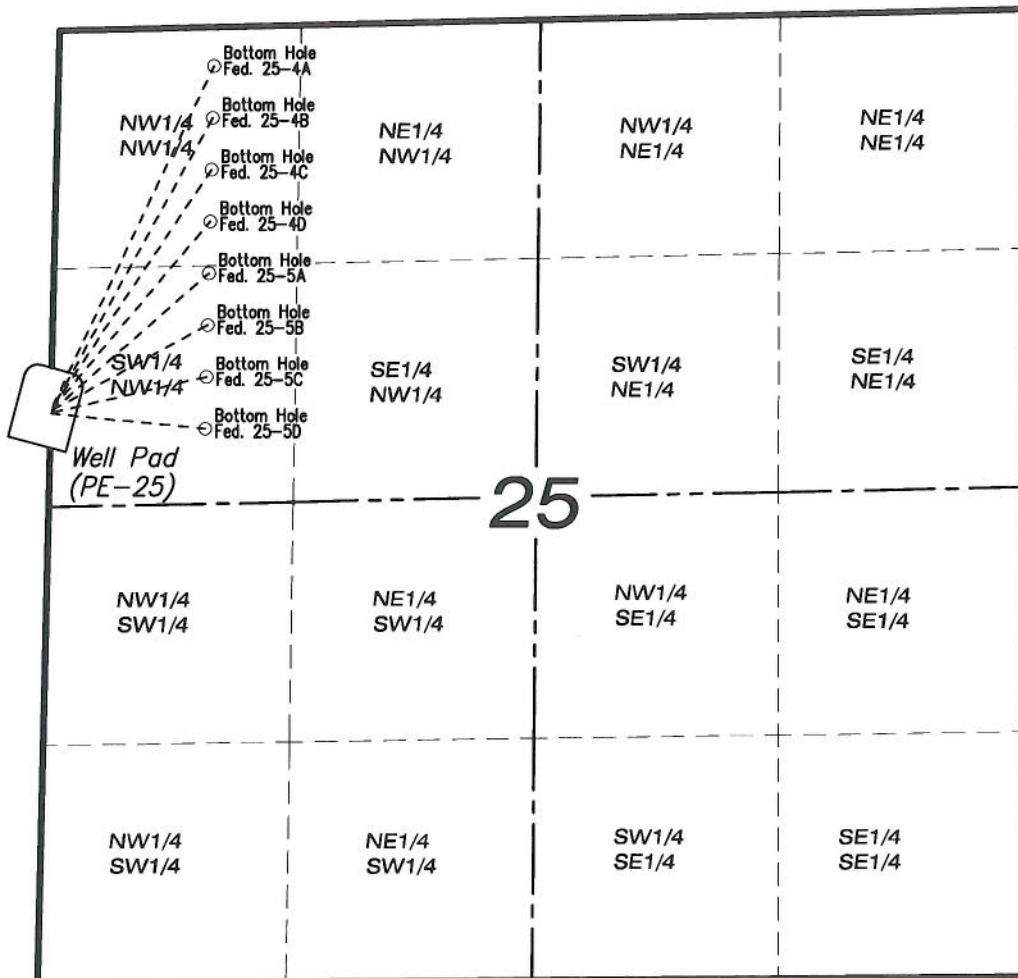 Bottom Hole
Fed. 25-4A
Bottom Hole
Fed. 25-4B
NW1/4
NW1/4
NE1/4
NW1/4
NW1/4
NE1/4
NE1/4
NE1/4
Bottom Hole
Fed. 25-4C
Bottom Hole
Fed. 25-4D
Bottom Hole
Fed. 25-5A
Bottom Hole
Fed. 25-5B
SW1/4
NW1/4
SE1/4
NW1/4
SW1/4
NE1/4
SE1/4
NE1/4
Bottom Hole
Fed. 25-5C
Bottom Hole
Fed. 25-5D
Well Pad
(PE-25)
25
NW1/4
SW1/4
NE1/4
SW1/4
NW1/4
SE1/4
NE1/4
SE1/4
NW1/4
SW1/4
NE1/4
SW1/4
SW1/4
SE1/4
SE1/4
SE1/4